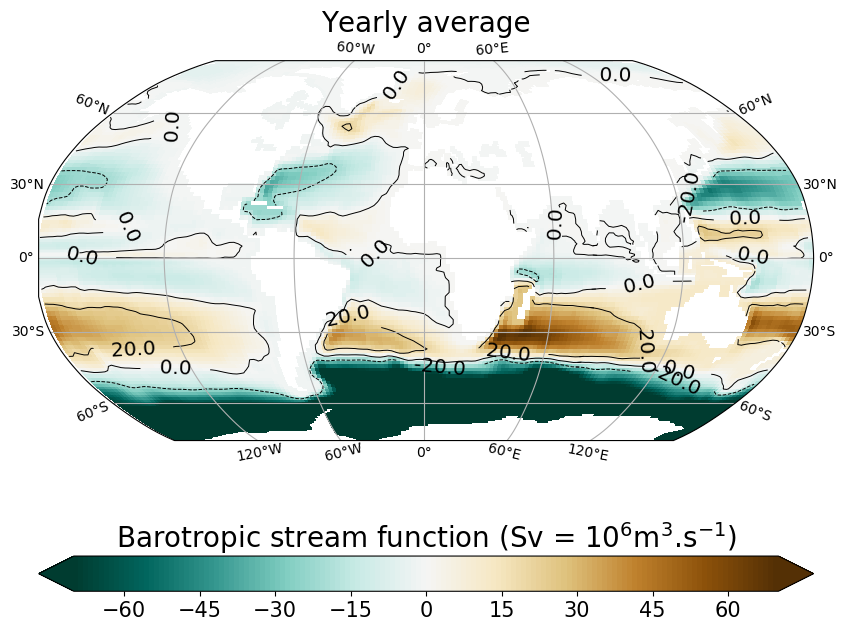 Yearly average
60°W 0° 60°E
0.0 0.0
60°N 60°N
0.0
30°N 30°N
-20.0
0.0 0.0 0.0
0.0 0.0 0.0
0° 0°
0.0
20.0
30°S 30°S
20.0 20.0 20.0
0.0 -20.0 0.0
-20.0
60°S 60°S
120°W 60°W 0° 60°E 120°E
Barotropic stream function (Sv = 10⁶m³.s⁻¹)
−60 −45 −30 −15 0 15 30 45 60